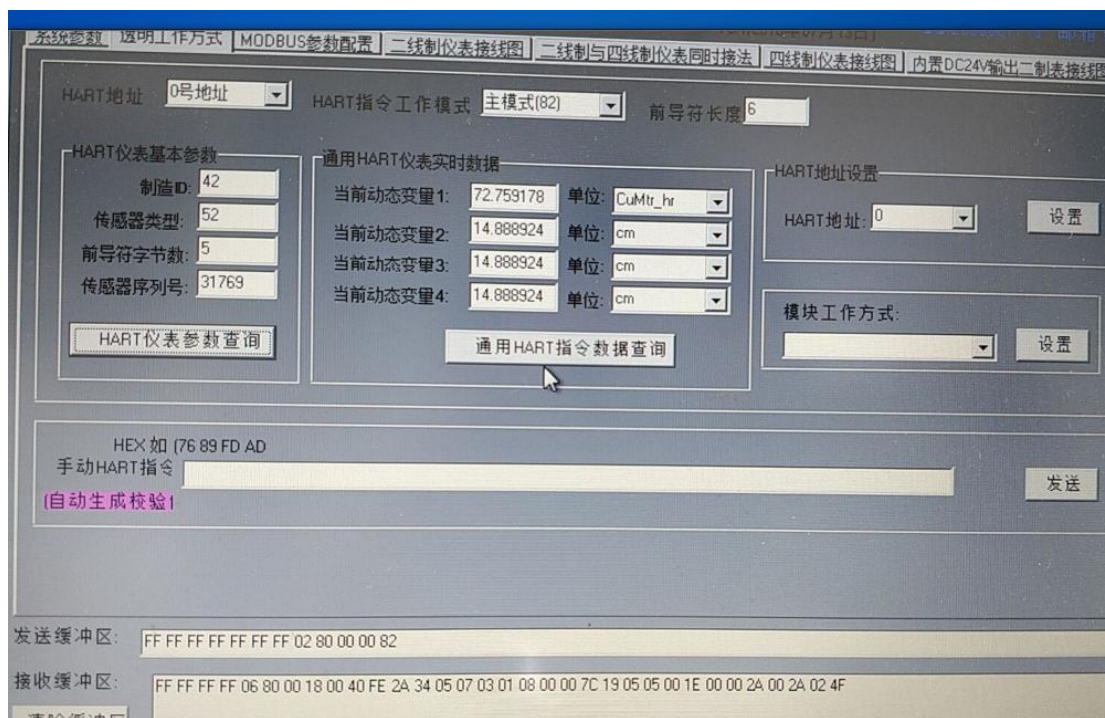 系统参数 透明工作方式 MODBUS参数配置 二线制仪表接线图 二线制与四线制仪表同时接法 四线制仪表接线图 内置DC24V输出二制表接线图
HART地址 0号地址 HART指令工作模式 主模式(82) 前导符长度 6
HART仪表基本参数 通用HART仪表实时数据 HART地址设置
制造ID: 42 当前动态变量1: 72.759178 单位: CuMtr_hr
传感器类型: 52 当前动态变量2: 14.888924 单位: cm HART地址: 0 设置
前导符字节数: 5 当前动态变量3: 14.888924 单位: cm
传感器序列号: 31769 当前动态变量4: 14.888924 单位: cm
模块工作方式:
HART仪表参数查询 通用HART指令数据查询 设置
HEX如 (76 89 FD AD
手动HART指令 发送
(自动生成校验)
发送缓冲区: FF FF FF FF FF FF FF FF 02 80 00 00 82
接收缓冲区: FF FF FF FF 06 80 00 18 00 40 FE 2A 34 05 07 03 01 08 00 00 7C 19 05 05 00 1E 00 00 2A 00 2A 02 4F